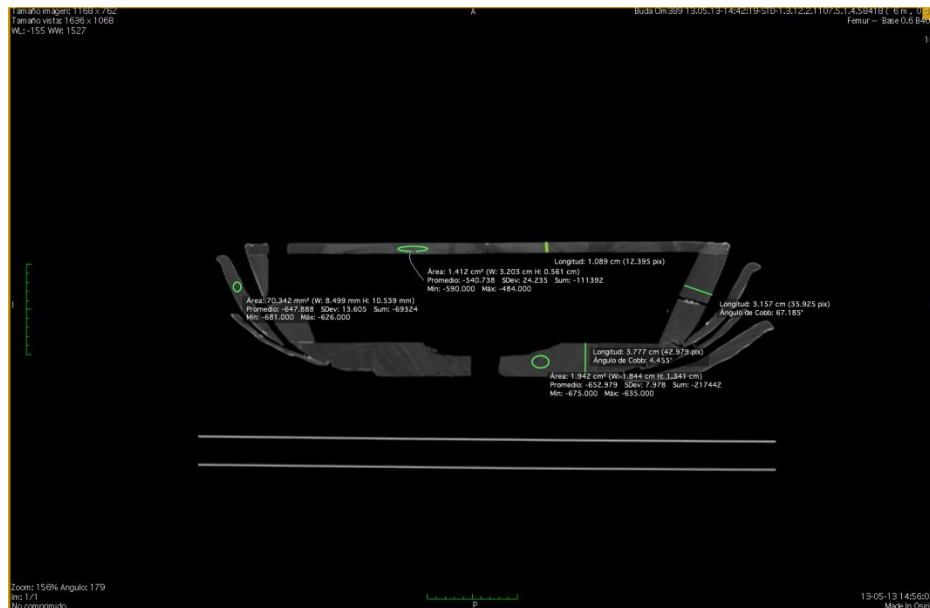 Tamaño imagen: 1168 x 762
Tamaño vista: 1636 x 1068
WL: -155 WW: 1527
A
Femur -- Base 0.6 B40
Longitud: 1.089 cm (12.395 pix)
Área: 1.412 cm² (W: 3.203 cm H: 0.561 cm)
Promedio: -540.738 SDev: 24.235 Sum: -111392
Min: -590.000 Máx: -484.000
Área: 70.342 mm² (W: 8.499 mm H: 10.539 mm)
Promedio: -647.888 SDev: 13.605 Sum: -69324
Min: -681.000 Máx: -626.000
Longitud: 3.157 cm (35.925 pix)
Ángulo de Cobb: 67.185°
Longitud: 3.777 cm (42.979 pix)
Ángulo de Cobb: 4.455°
Área: 1.942 cm² (W: 1.844 cm H: 1.341 cm)
Promedio: -652.979 SDev: 7.978 Sum: -217442
Min: -675.000 Máx: -635.000
I
Zoom: 156% Angulo: 179
Im: 1/1
No comprimido
P
13-05-13 14:56:0
Made In Osiri